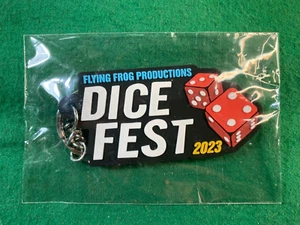 FLYING FROG PRODUCTIONS
DICE
FEST
2023